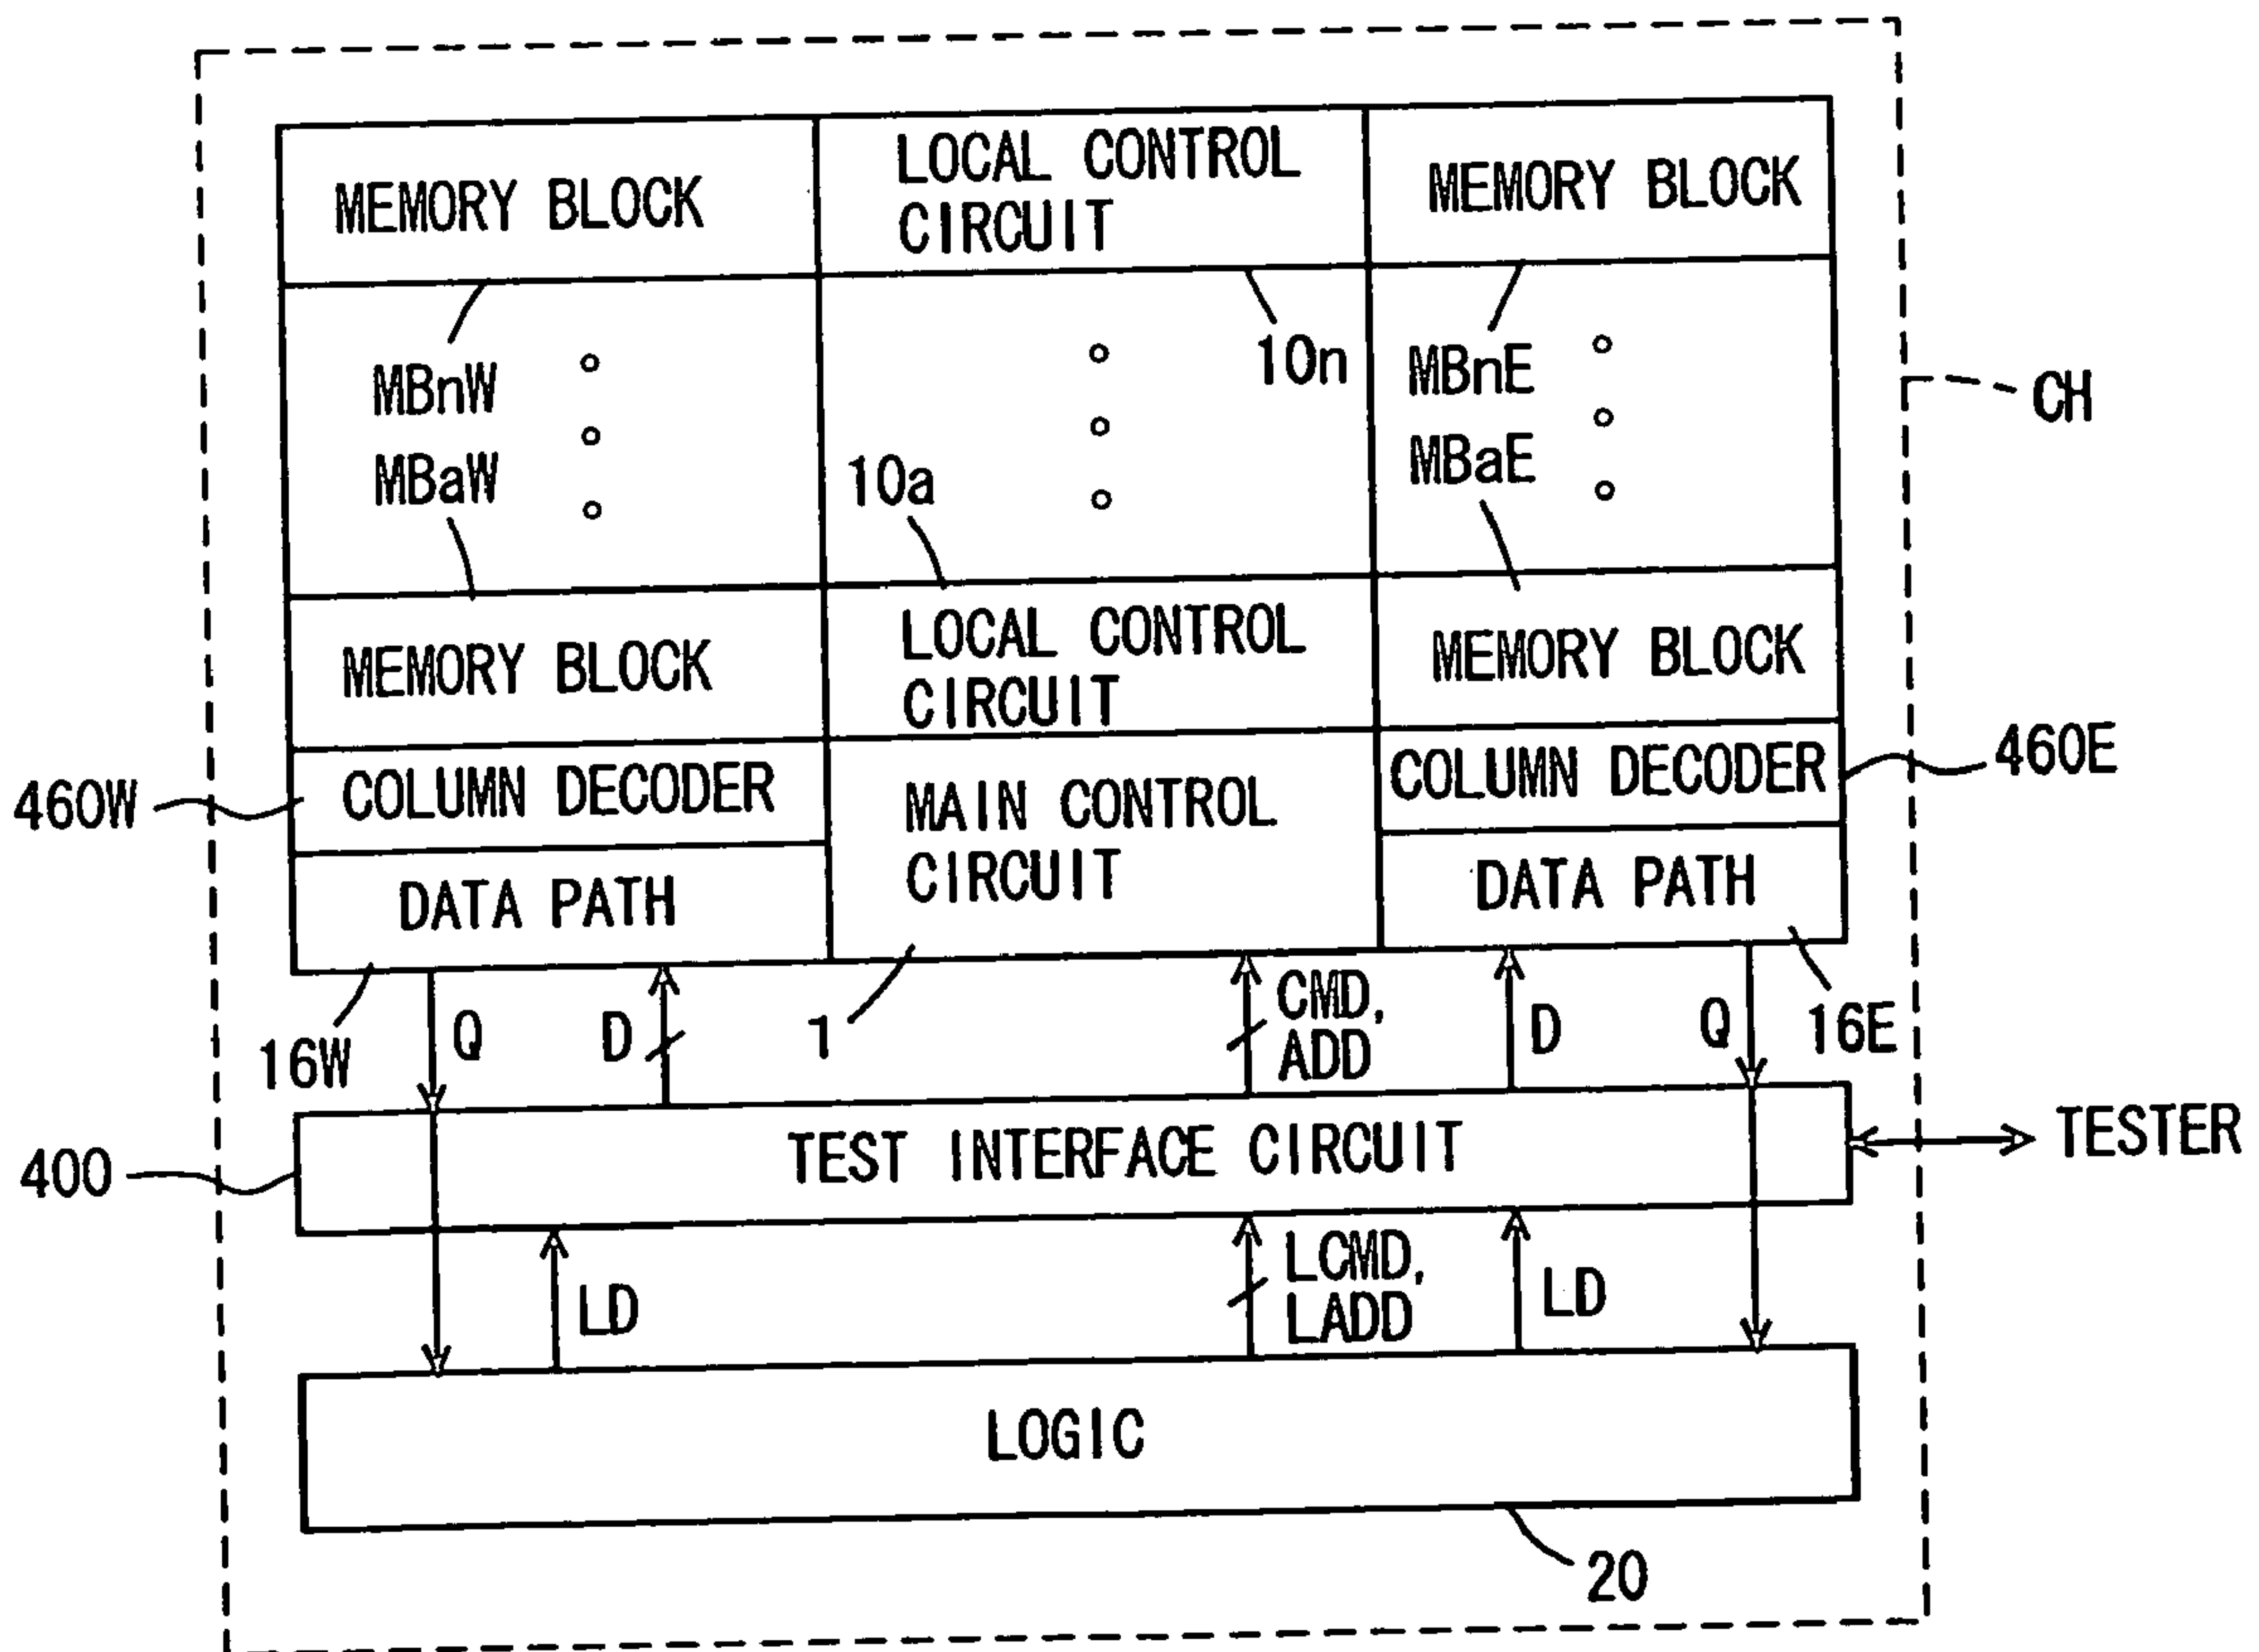 MEMORY BLOCK
LOCAL CONTROL
CIRCUIT
MEMORY BLOCK
MBnW
10n
MBnE
CH
MBaW
10a
MBaE
MEMORY BLOCK
LOCAL CONTROL
CIRCUIT
MEMORY BLOCK
460W
COLUMN DECODER
MAIN CONTROL
CIRCUIT
COLUMN DECODER
460E
DATA PATH
DATA PATH
16W
Q
D
1
CMD,
ADD
D
Q
16E
400
TEST INTERFACE CIRCUIT
TESTER
LD
LCMD,
LADD
LD
LOGIC
20